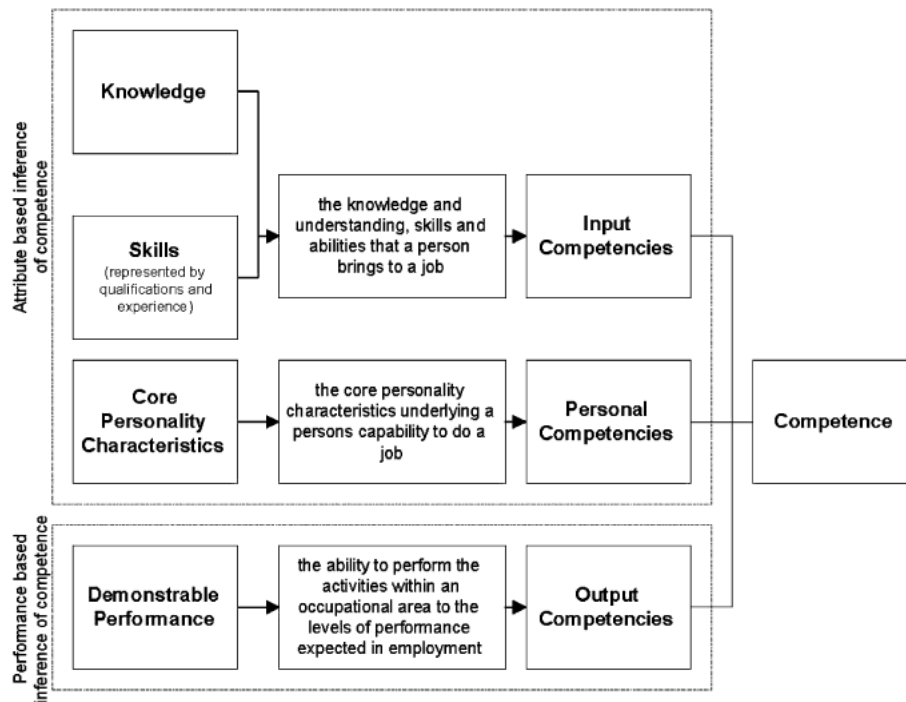 Attribute based inference
of competence
Knowledge
Skills
(represented by
qualifications and
experience)
the knowledge and
understanding, skills and
abilities that a person
brings to a job
Input
Competencies
Core
Personality
Characteristics
the core personality
characteristics underlying a
persons capability to do a
job
Personal
Competencies
Competence
Performance based
inference of competence
Demonstrable
Performance
the ability to perform the
activities within an
occupational area to the
levels of performance
expected in employment
Output
Competencies